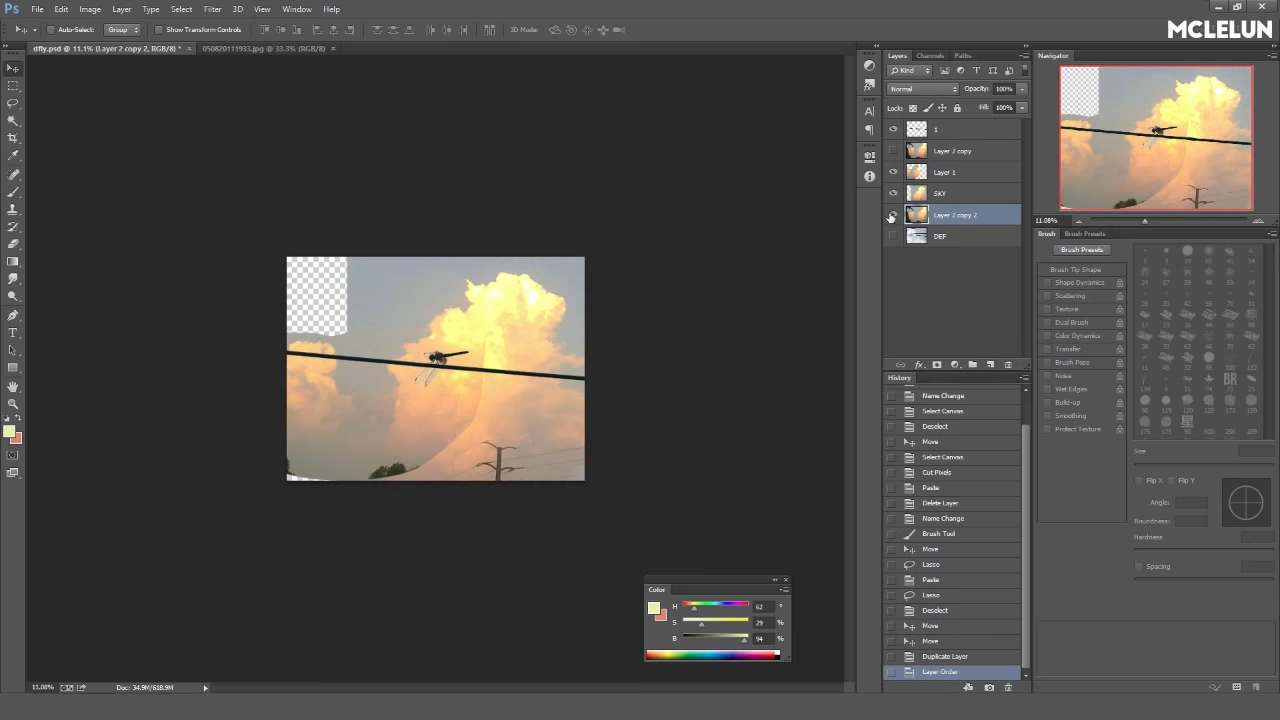 Ps File Edit Image Layer Type Select Filter 3D View Window Help
MCLELUN
Auto-Select: Group Show Transform Controls 3D Mode:
dfly.psd @ 11.1% (Layer 2 copy 2, RGB/8) * × 050820111933.jpg @ 33.3% (RGB/8) ×
Layers Channels Paths
Kind
Normal Opacity: 100%
Lock: Fill: 100%
1
Layer 2 copy
Layer 1
SKY
Layer 2 copy 2
DEF
History
Name Change
Select Canvas
Deselect
Move
Select Canvas
Cut Pixels
Paste
Delete Layer
Name Change
Brush Tool
Move
Lasso
Paste
Lasso
Deselect
Move
Move
Duplicate Layer
Layer Order
Navigator
11.08%
Brush Brush Presets
Brush Presets
Brush Tip Shape
Shape Dynamics
Scattering
Texture
Dual Brush
Color Dynamics
Transfer
Brush Pose
Noise
Wet Edges
Build-up
Smoothing
Protect Texture
Size
Flip X Flip Y
Angle:
Roundness:
Hardness
Spacing
Color
H 62 °
S 29 %
B 94 %
11.08% Doc: 34.9M/618.9M